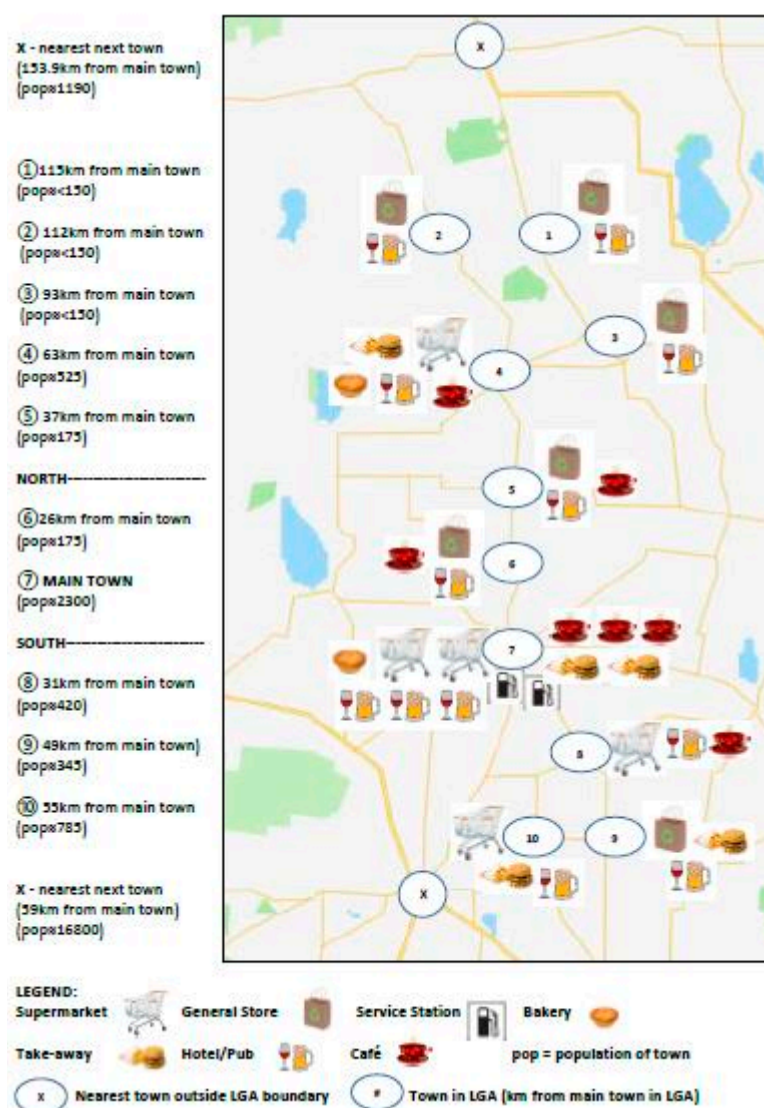 X - nearest next town
(153.9km from main town)
(pop≈1190)
①115km from main town
(pop≈<150)
② 112km from main town
(pop≈<150)
③ 93km from main town
(pop≈<150)
④ 63km from main town
(pop≈525)
⑤ 37km from main town
(pop≈175)
NORTH--------------------------
⑥26km from main town
(pop≈175)
⑦ MAIN TOWN
(pop≈2300)
SOUTH--------------------------
⑧ 31km from main town
(pop≈420)
⑨ 49km from main town)
(pop≈345)
⑩ 55km from main town
(pop≈785)
X - nearest next town
(59km from main town)
(pop≈16800)
X
2
1
3
4
5
6
7
8
10
9
X
LEGEND:
Supermarket General Store Service Station Bakery
Take-away Hotel/Pub Café pop = population of town
X Nearest town outside LGA boundary # Town in LGA (km from main town in LGA)